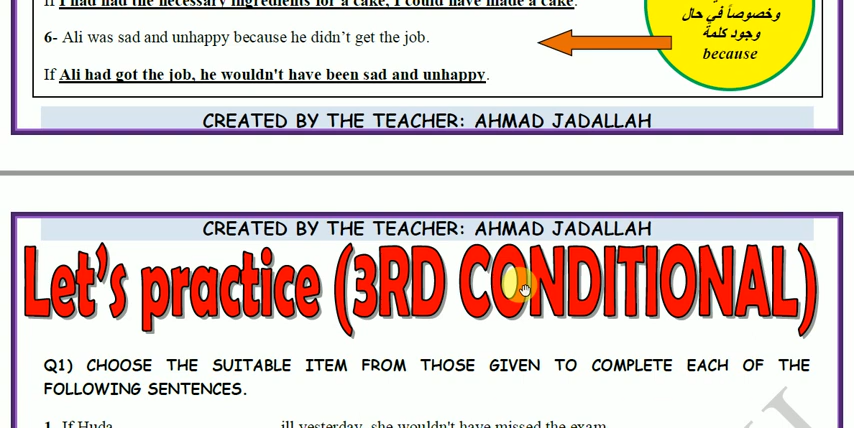 If I had had the necessary ingredients for a cake, I could have made a cake.
وخصوصاً في حال
وجود كلمة
because
6- Ali was sad and unhappy because he didn't get the job.
If Ali had got the job, he wouldn't have been sad and unhappy.
CREATED BY THE TEACHER: AHMAD JADALLAH
CREATED BY THE TEACHER: AHMAD JADALLAH
Let's practice (3RD CONDITIONAL)
Q1) CHOOSE THE SUITABLE ITEM FROM THOSE GIVEN TO COMPLETE EACH OF THE
FOLLOWING SENTENCES.
1. If Huda ____________________ ill yesterday, she wouldn't have missed the exam.